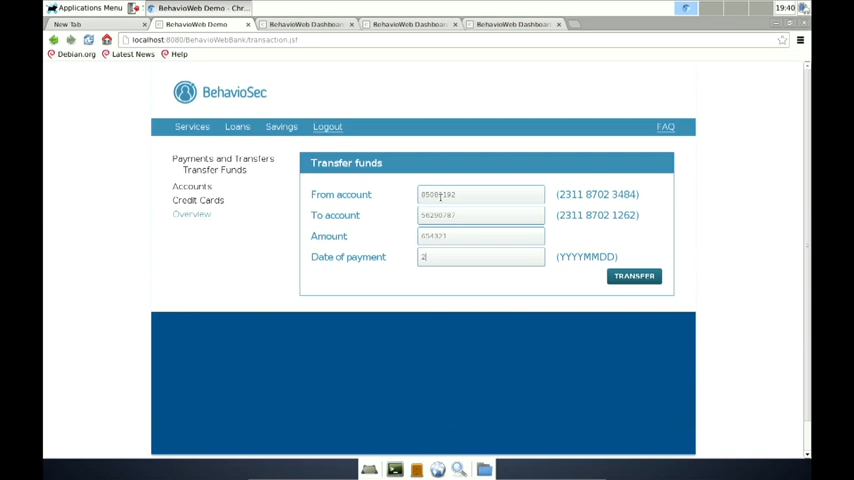 Applications Menu BehavioWeb Demo - Chr... 19:40
New Tab BehavioWeb Demo BehavioWeb Dashboar BehavioWeb Dashboar BehavioWeb Dashboar
localhost:8080/BehavioWebBank/transaction.jsf
Debian.org Latest News Help
BehavioSec
Services Loans Savings Logout FAQ
Payments and Transfers
Transfer Funds
Accounts
Credit Cards
Overview
Transfer funds
From account (2311 8702 3484)
To account 56290787 (2311 8702 1262)
Amount 654321
Date of payment 2 (YYYYMMDD)
TRANSFER